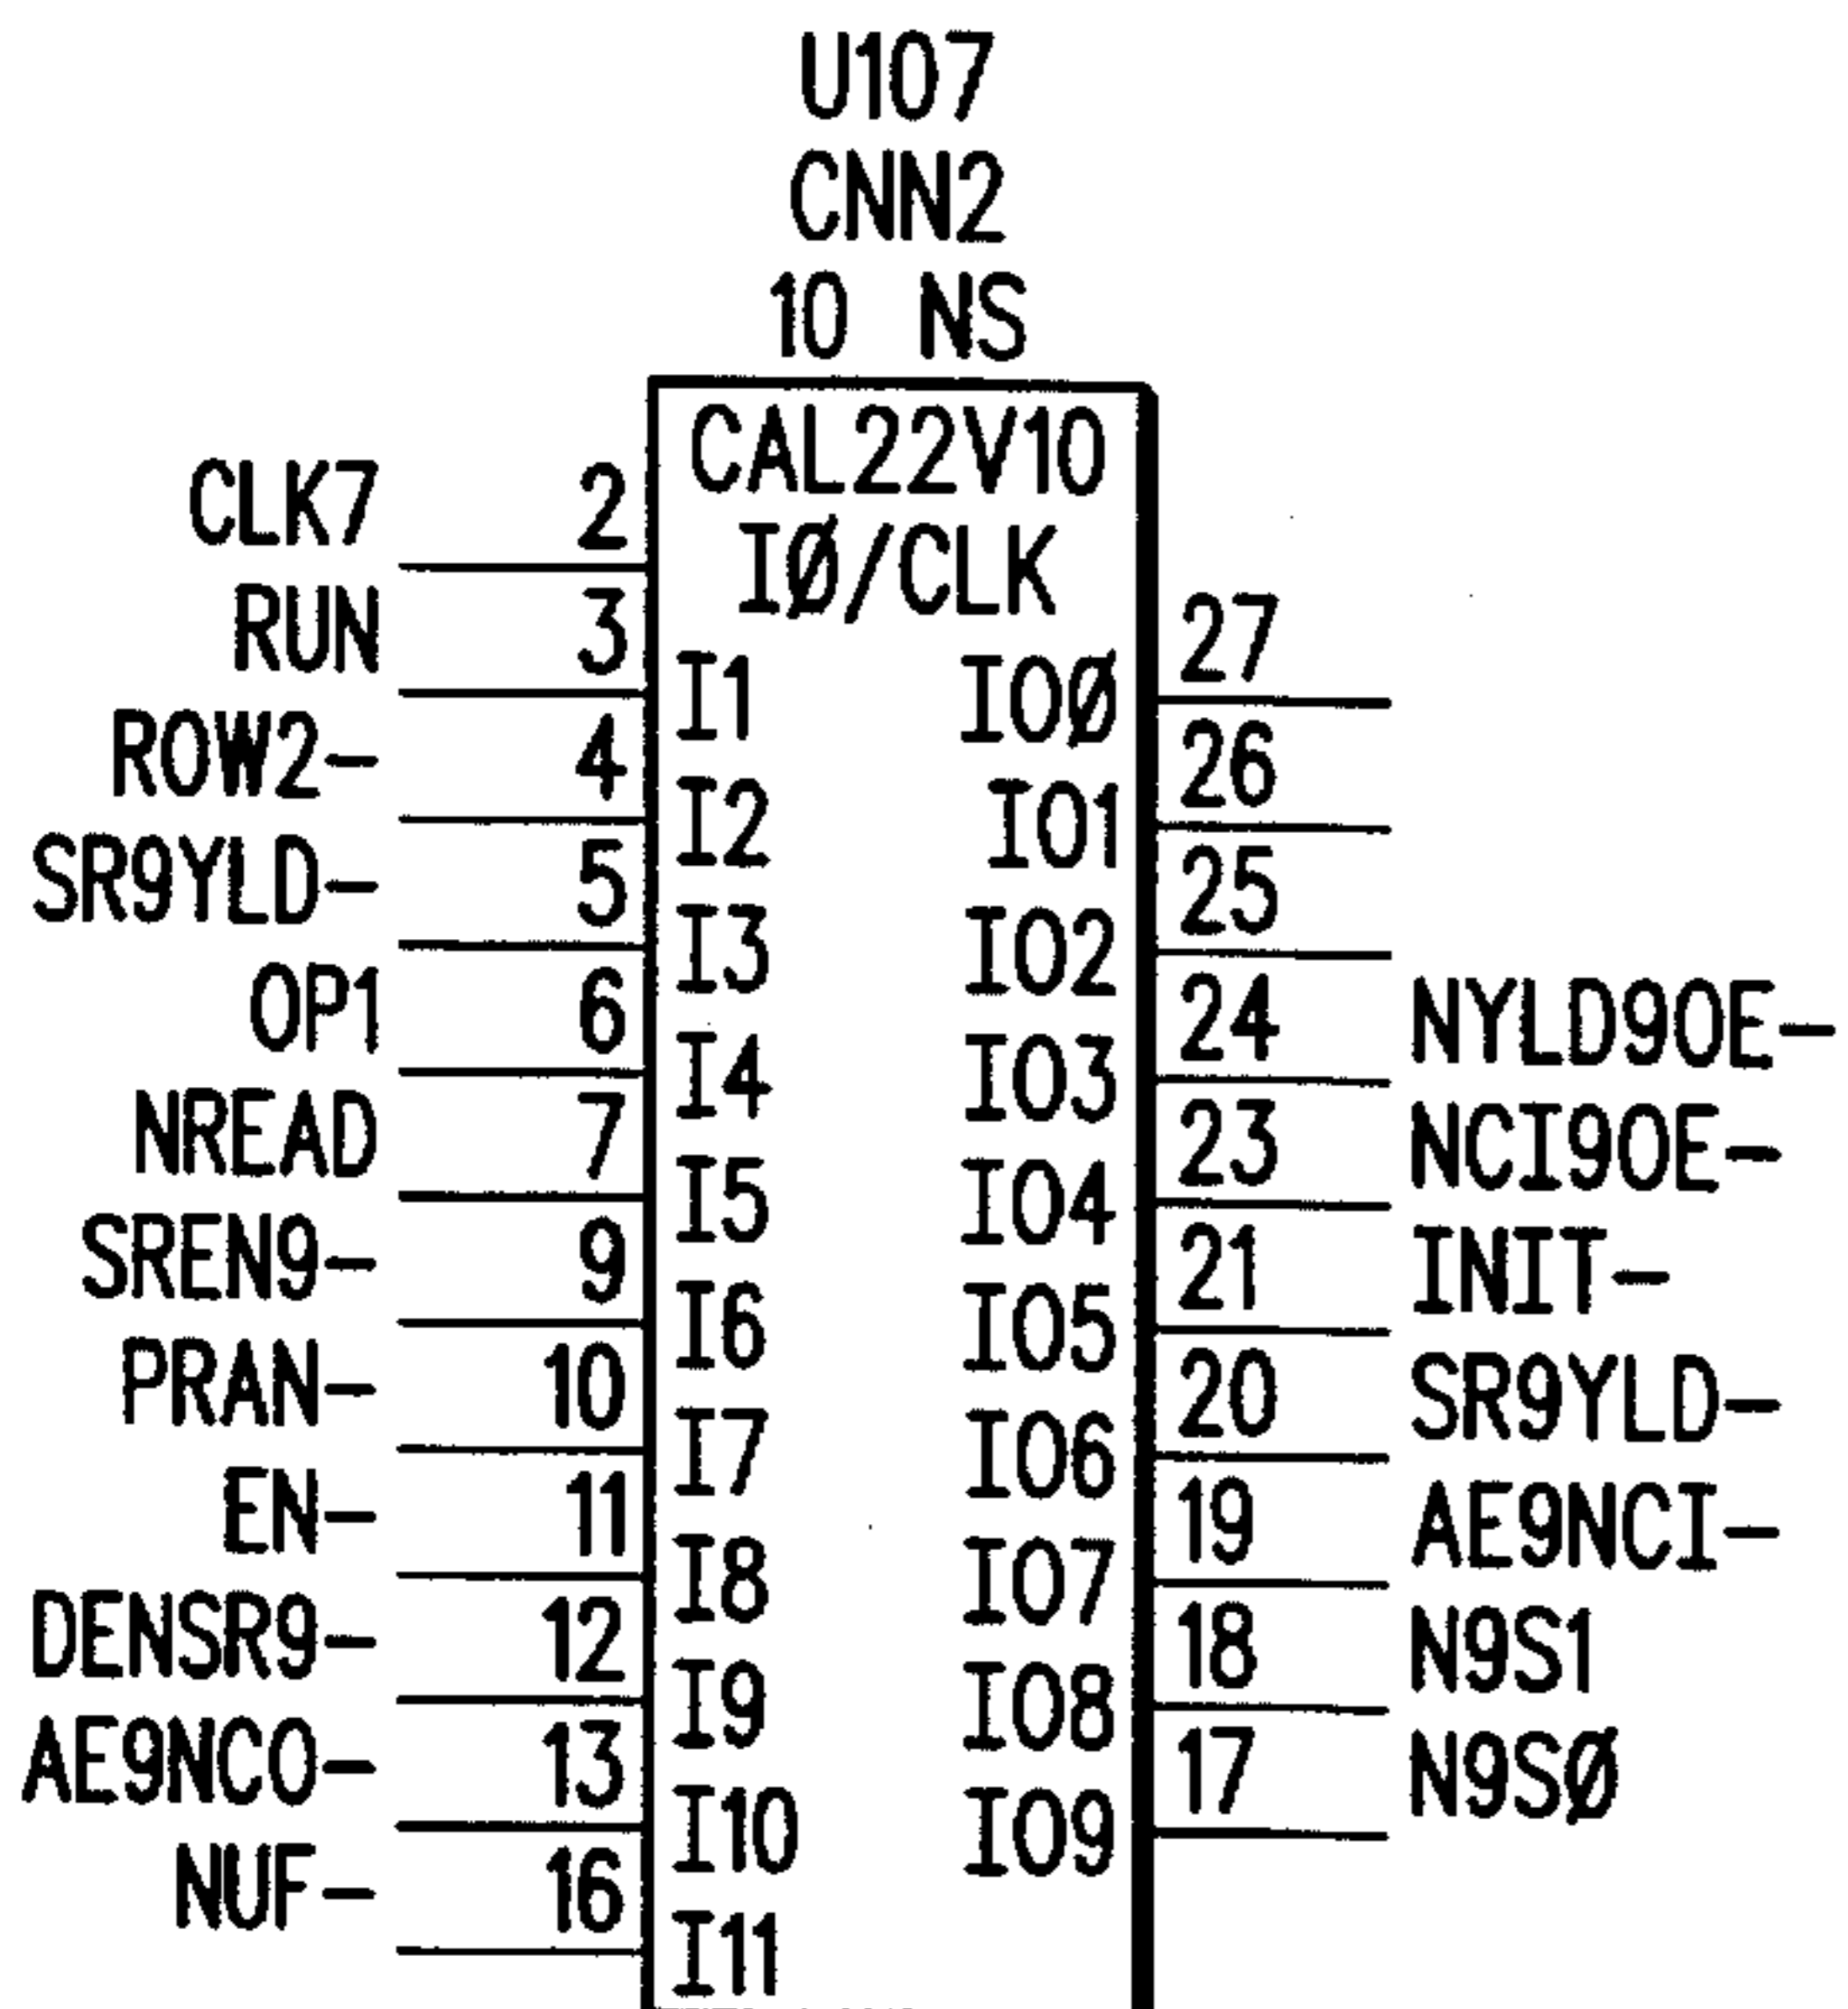 U107
CNN2
10 NS
CAL22V10
CLK7 2 IØ/CLK
RUN 3 I1 IOØ 27
ROW2- 4 I2 IO1 26
SR9YLD- 5 I3 IO2 25
OP1 6 I4 IO3 24 NYLD9OE-
NREAD 7 I5 IO4 23 NCI9OE-
SREN9- 9 I6 IO5 21 INIT-
PRAN- 10 I7 IO6 20 SR9YLD-
EN- 11 I8 IO7 19 AE9NCI-
DENSR9- 12 I9 IO8 18 N9S1
AE9NCO- 13 I10 IO9 17 N9SØ
NUF- 16 I11